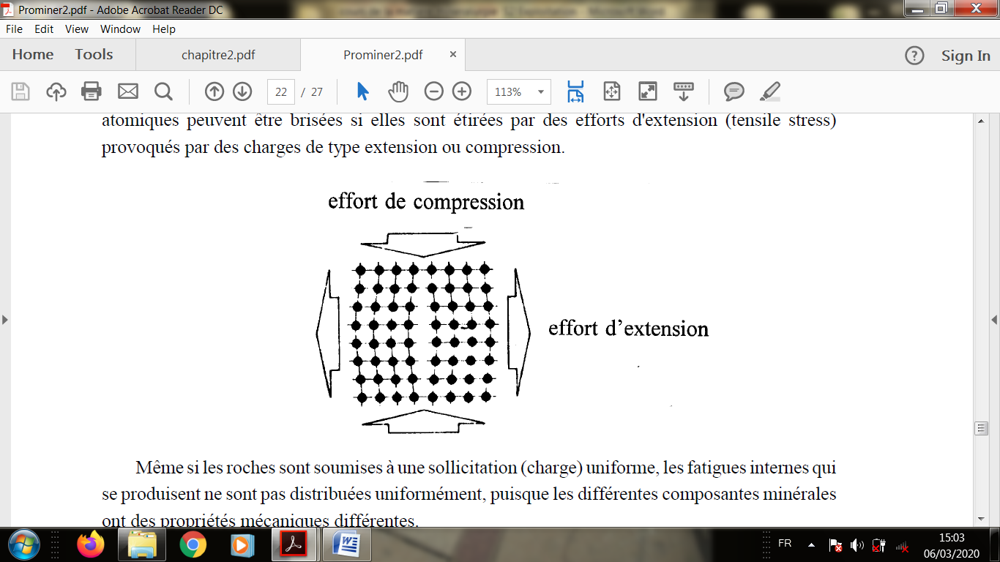 Prominer2.pdf - Adobe Acrobat Reader DC
File Edit View Window Help
Home Tools chapitre2.pdf Prominer2.pdf × ? Sign In
22 / 27 113%
atomiques peuvent être brisées si elles sont étirées par des efforts d'extension (tensile stress)
provoqués par des charges de type extension ou compression.
effort de compression
effort d’extension
Même si les roches sont soumises à une sollicitation (charge) uniforme, les fatigues internes qui
se produisent ne sont pas distribuées uniformément, puisque les différentes composantes minérales
ont des propriétés mécaniques différentes.
FR 15:03
06/03/2020